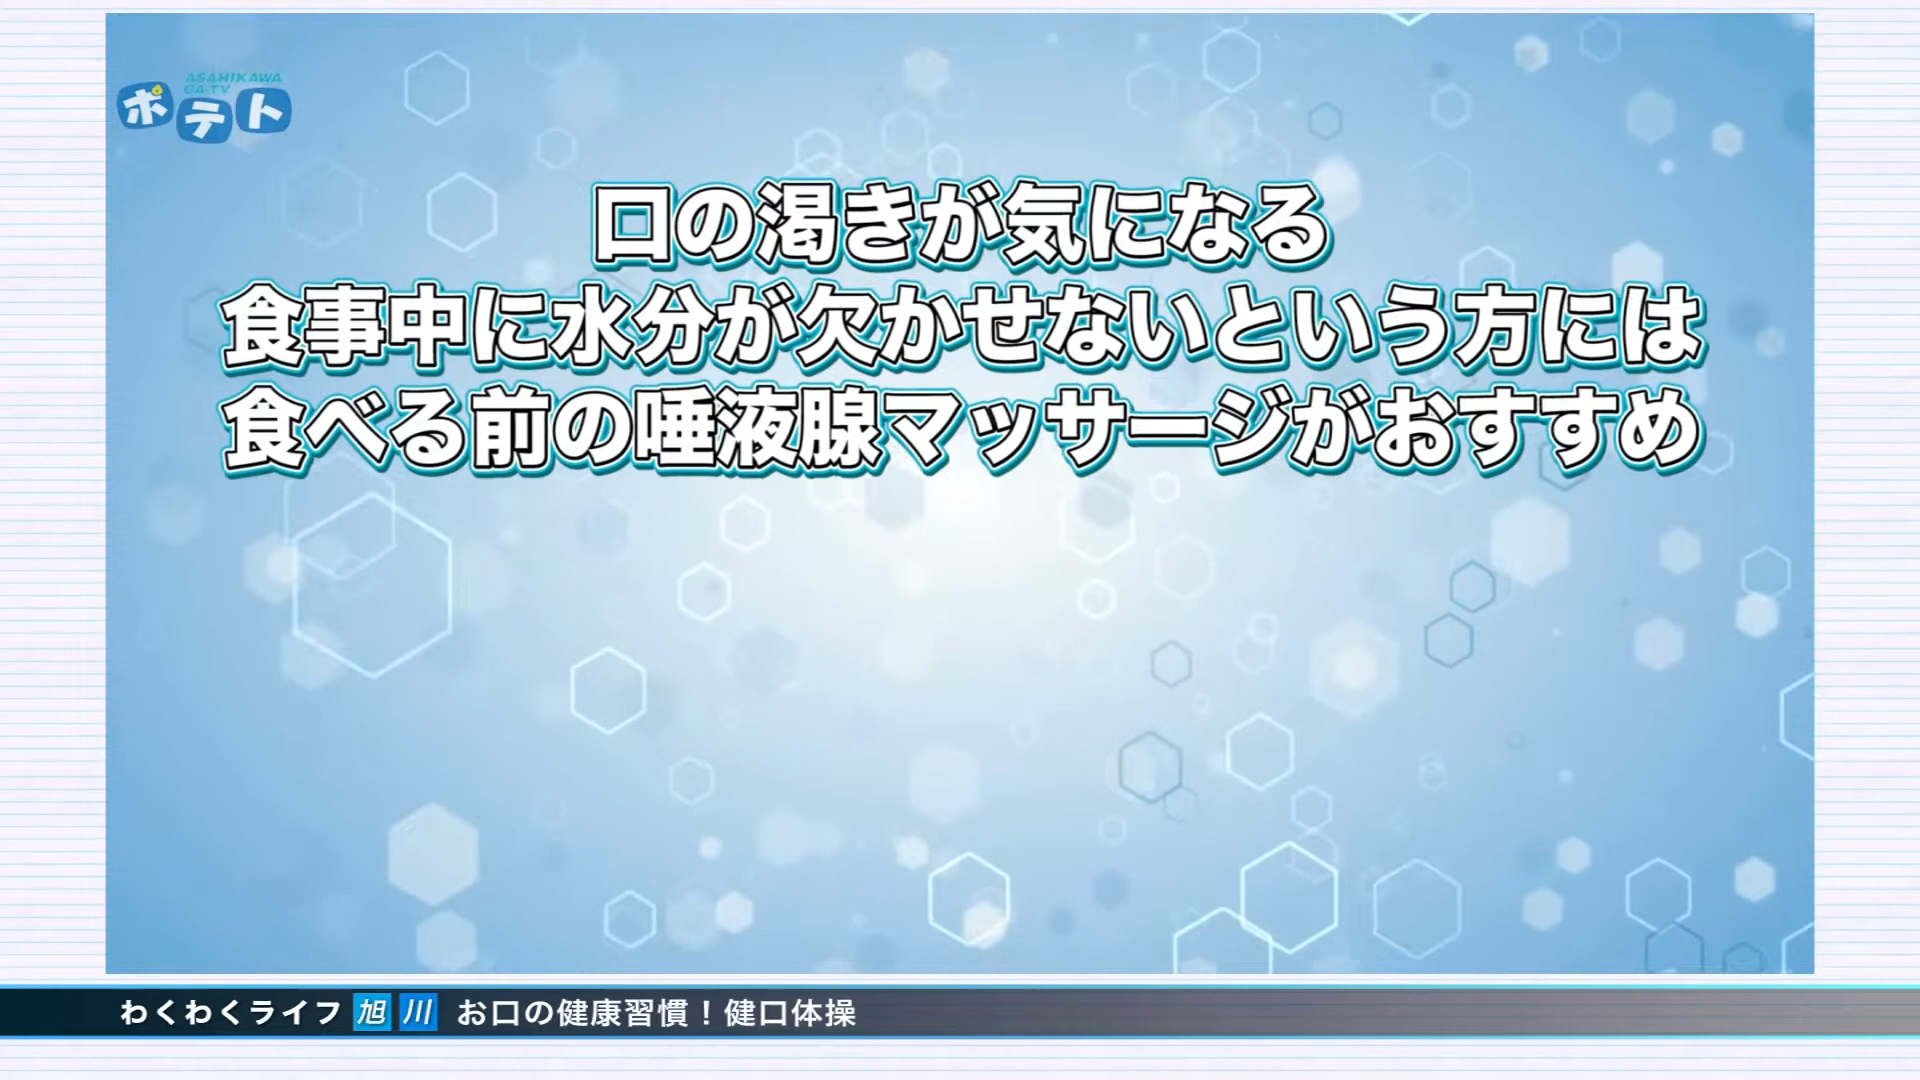 ASAHIKAWA
CATV
ポテト
口の渇きが気になる
食事中に水分が欠かせないという方には
食べる前の唾液腺マッサージがおすすめ
わくわくライフ 旭川 お口の健康習慣！健口体操